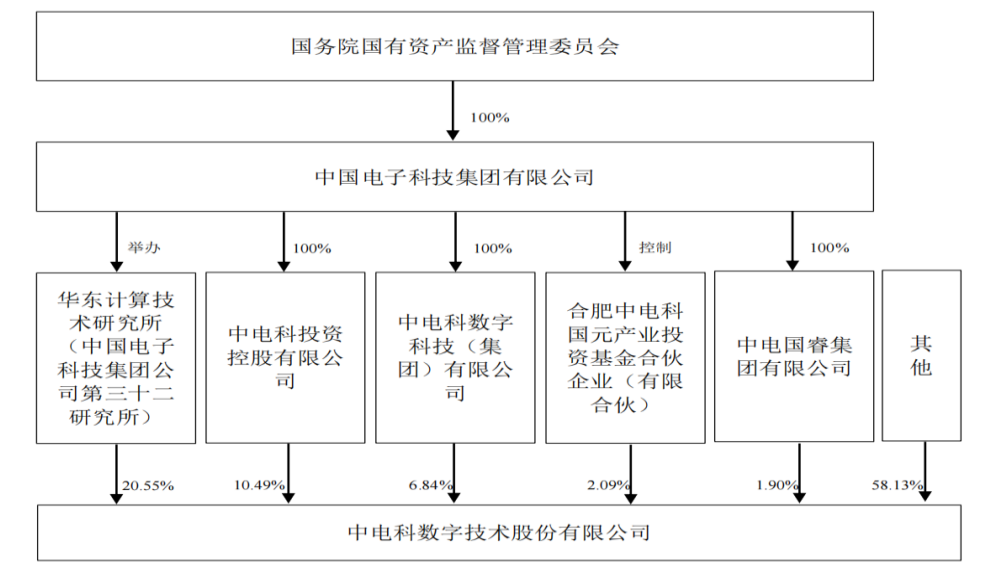 国务院国有资产监督管理委员会
100%
中国电子科技集团有限公司
举办
100%
100%
控制
100%
华东计算技
术研究所
（中国电子
科技集团公
司第三十二
研究所）
中电科投资
控股有限公
司
中电科数字
科技（集
团）有限公
司
合肥中电科
国元产业投
资基金合伙
企业（有限
合伙）
中电国睿集
团有限公司
其
他
20.55%
10.49%
6.84%
2.09%
1.90%
58.13%
中电科数字技术股份有限公司